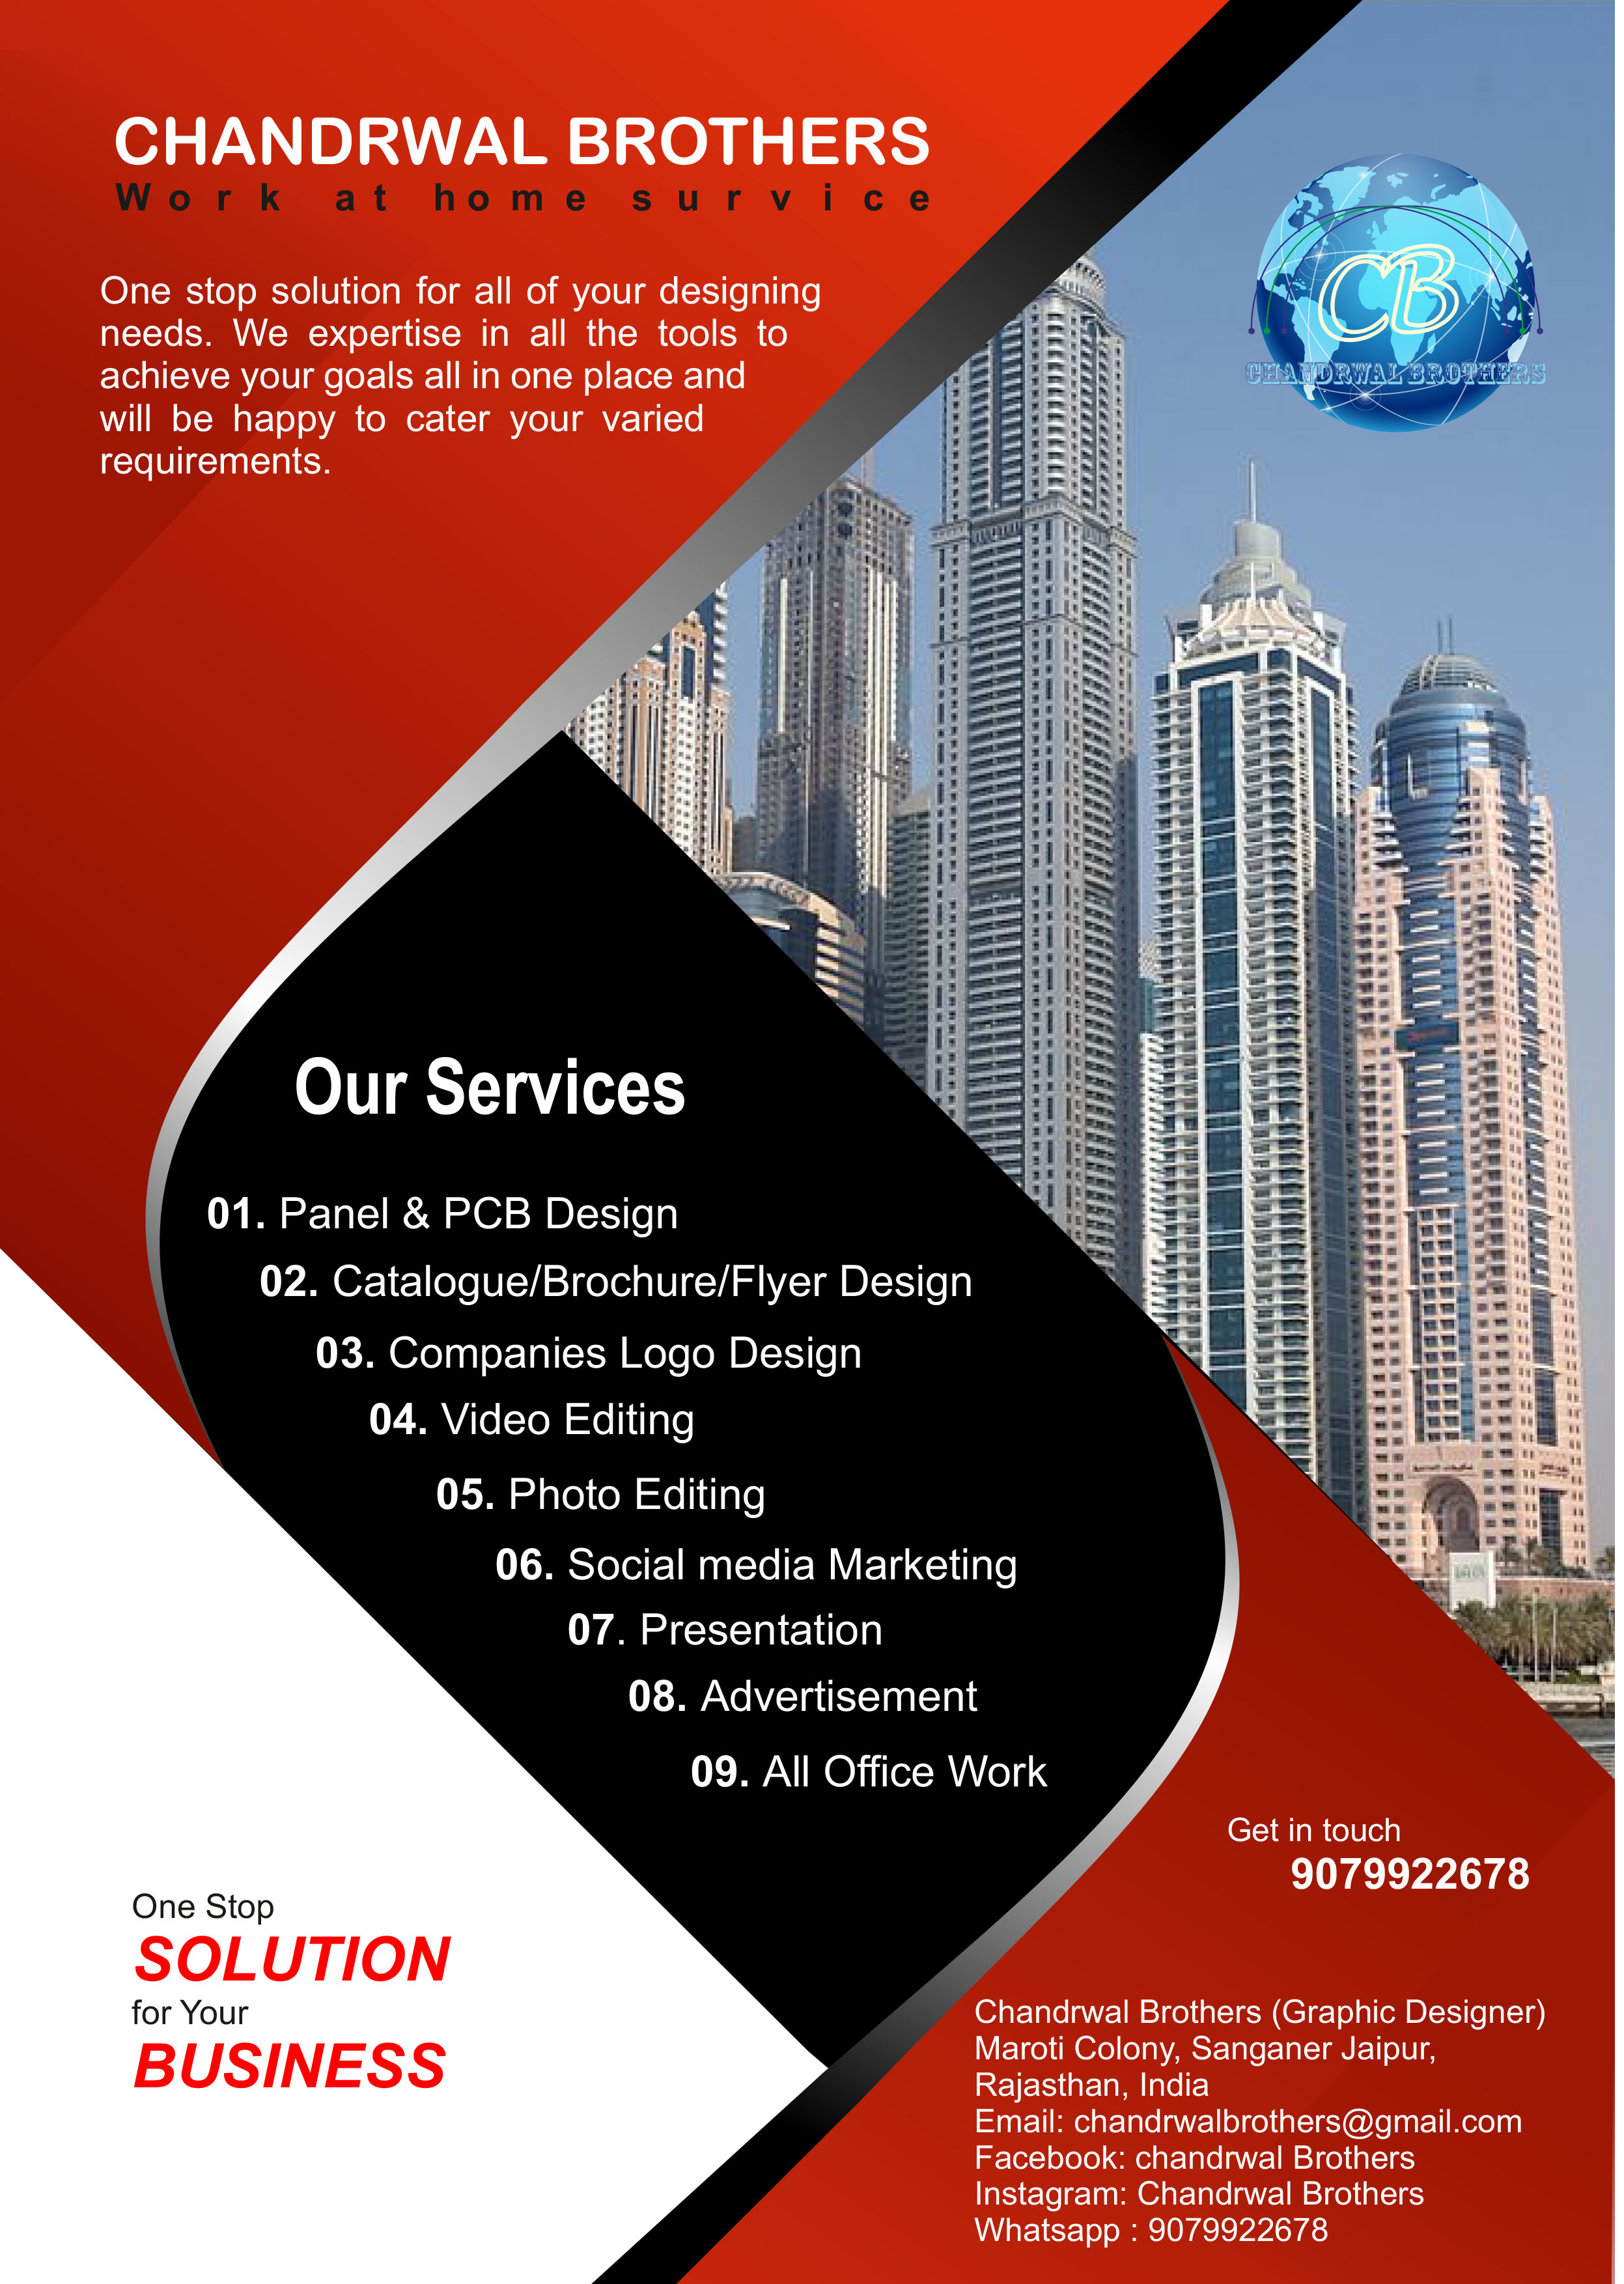 CHANDRWAL BROTHERS
Work at home survice
One stop solution for all of your designing
needs. We expertise in all the tools to
achieve your goals all in one place and
will be happy to cater your varied
requirements.
CB
CHANDRWAL BROTHERS
Our Services
01. Panel & PCB Design
02. Catalogue/Brochure/Flyer Design
03. Companies Logo Design
04. Video Editing
05. Photo Editing
06. Social media Marketing
07. Presentation
08. Advertisement
09. All Office Work
Get in touch
9079922678
One Stop
SOLUTION
for Your
BUSINESS
Chandrwal Brothers (Graphic Designer)
Maroti Colony, Sanganer Jaipur,
Rajasthan, India
Email: chandrwalbrothers@gmail.com
Facebook: chandrwal Brothers
Instagram: Chandrwal Brothers
Whatsapp : 9079922678